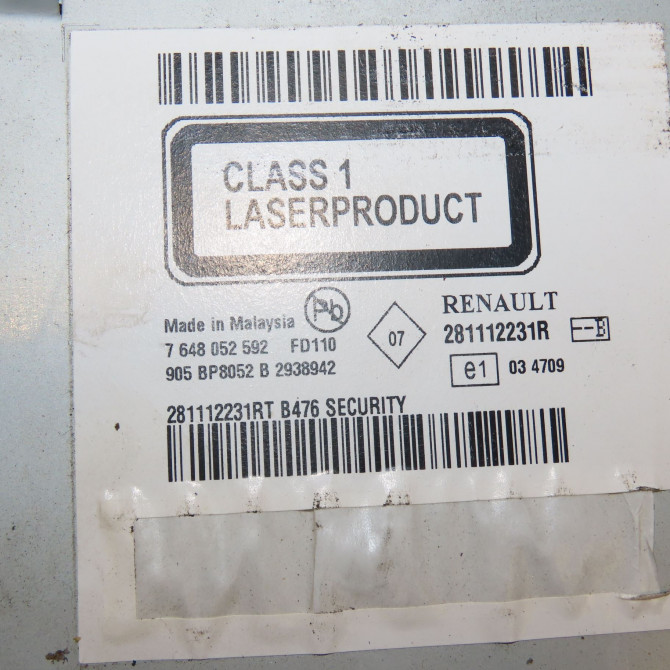 CLASS 1
LASERPRODUCT
Made in Malaysia Pb
7 648 052 592 FD110
905 BP8052 B 2938942
07
RENAULT
281112231R --B
e1 03 4709
281112231RT B476 SECURITY